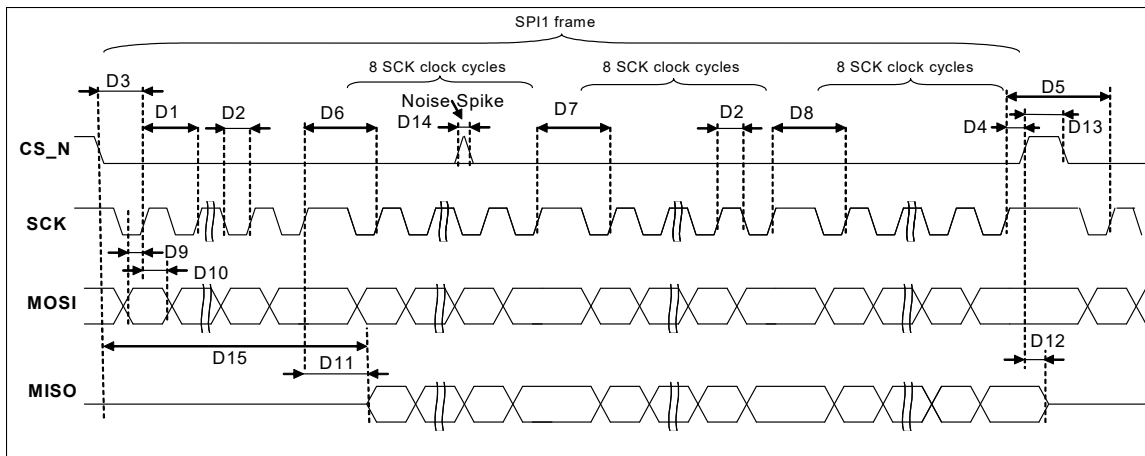 SPI1 frame
8 SCK clock cycles 8 SCK clock cycles 8 SCK clock cycles
D3 D5
D1 D2 D6 Noise Spike D7 D2 D8
D14 D4 D13
CS_N
SCK
D9
D10
MOSI
D15 D12
D11
MISO